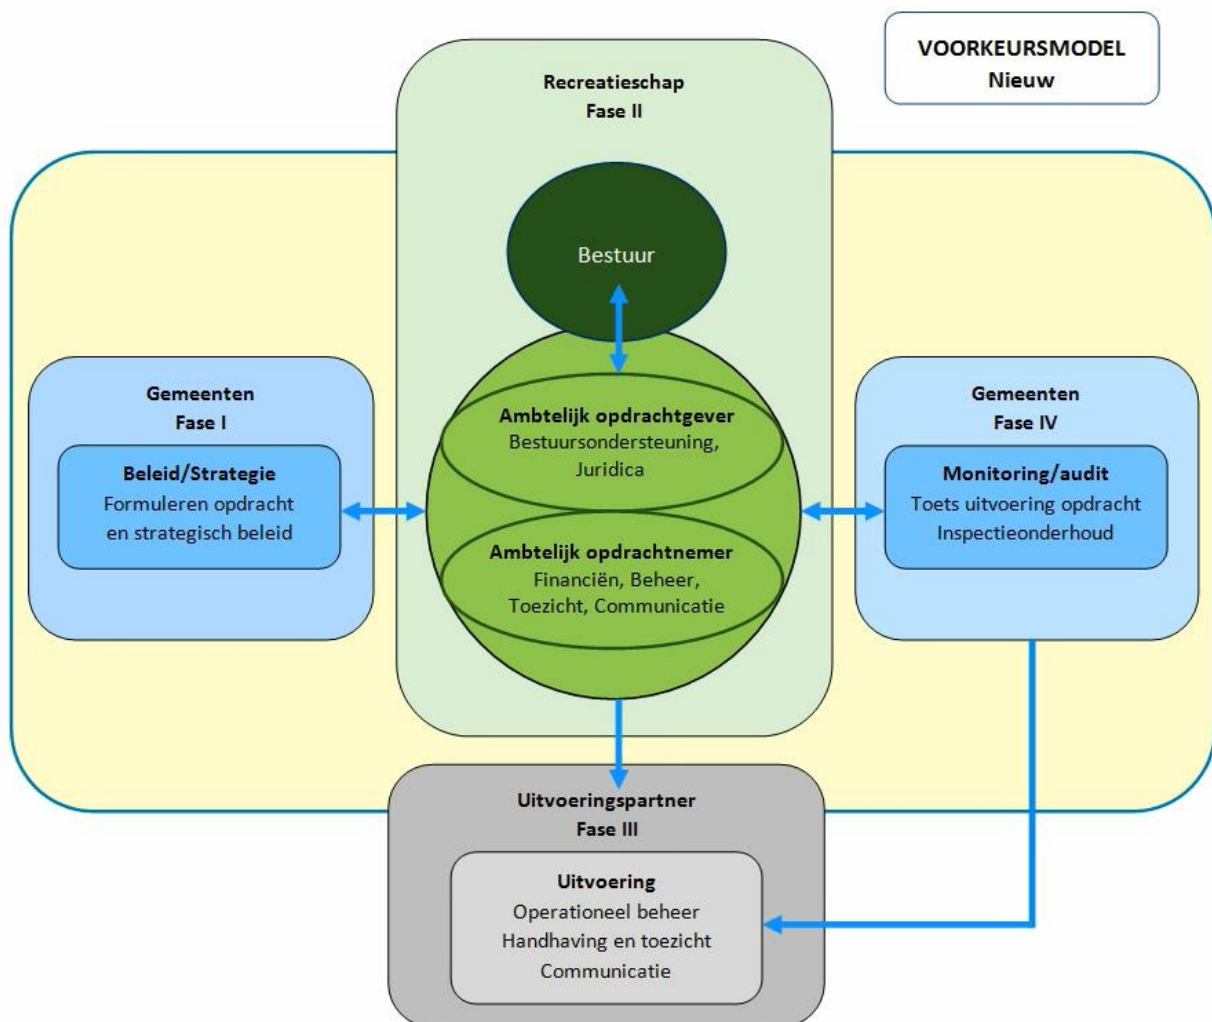 VOORKEURSMODEL
Nieuw
Recreatieschap
Fase II
Bestuur
Gemeenten
Fase I
Beleid/Strategie
Formuleren opdracht
en strategisch beleid
Ambtelijk opdrachtgever
Bestuursondersteuning,
Juridica
Ambtelijk opdrachtnemer
Financiën, Beheer,
Toezicht, Communicatie
Gemeenten
Fase IV
Monitoring/audit
Toets uitvoering opdracht
Inspectieonderhoud
Uitvoeringspartner
Fase III
Uitvoering
Operationeel beheer
Handhaving en toezicht
Communicatie